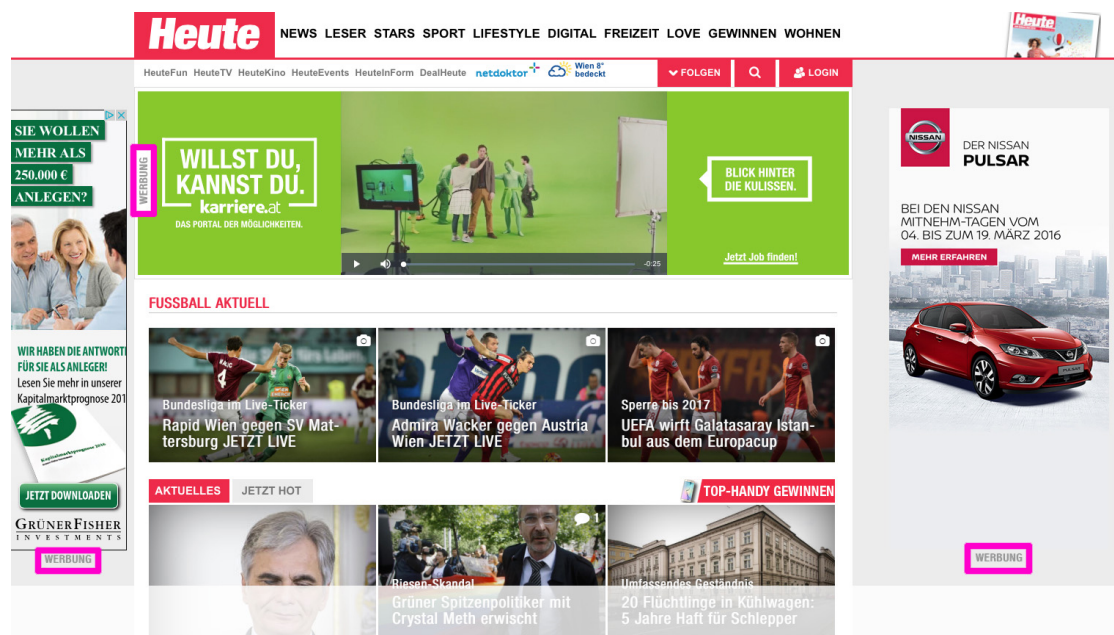 Heute
NEWS LESER STARS SPORT LIFESTYLE DIGITAL FREIZEIT LOVE GEWINNEN WOHNEN
Heute
HeuteFun HeuteTV HeuteKino HeuteEvents HeuteInForm DealHeute netdoktor
Wien 8°
bedeckt
FOLGEN
LOGIN
SIE WOLLEN
MEHR ALS
250.000 €
ANLEGEN?
WIR HABEN DIE ANTWORT
FÜR SIE ALS ANLEGER!
Lesen Sie mehr in unserer
Kapitalmarktprognose 201
Kapitalmarktprognose 2016
JETZT DOWNLOADEN
GRÜNERFISHER
INVESTMENTS
WERBUNG
WERBUNG
WILLST DU,
KANNST DU.
karriere.at
DAS PORTAL DER MÖGLICHKEITEN.
-0:25
BLICK HINTER
DIE KULISSEN.
Jetzt Job finden!
FUSSBALL AKTUELL
Bundesliga im Live-Ticker
Rapid Wien gegen SV Mat-
tersburg JETZT LIVE
Bundesliga im Live-Ticker
Admira Wacker gegen Austria
Wien JETZT LIVE
Sperre bis 2017
UEFA wirft Galatasaray Istan-
bul aus dem Europacup
AKTUELLES
JETZT HOT
TOP-HANDY GEWINNEN
1
Riesen-Skandal
Grüner Spitzenpolitiker mit
Crystal Meth erwischt
Umfassendes Geständnis
20 Flüchtlinge in Kühlwagen:
5 Jahre Haft für Schlepper
NISSAN
DER NISSAN
PULSAR
BEI DEN NISSAN
MITNEHM-TAGEN VOM
04. BIS ZUM 19. MÄRZ 2016
MEHR ERFAHREN
PULSAR
WERBUNG